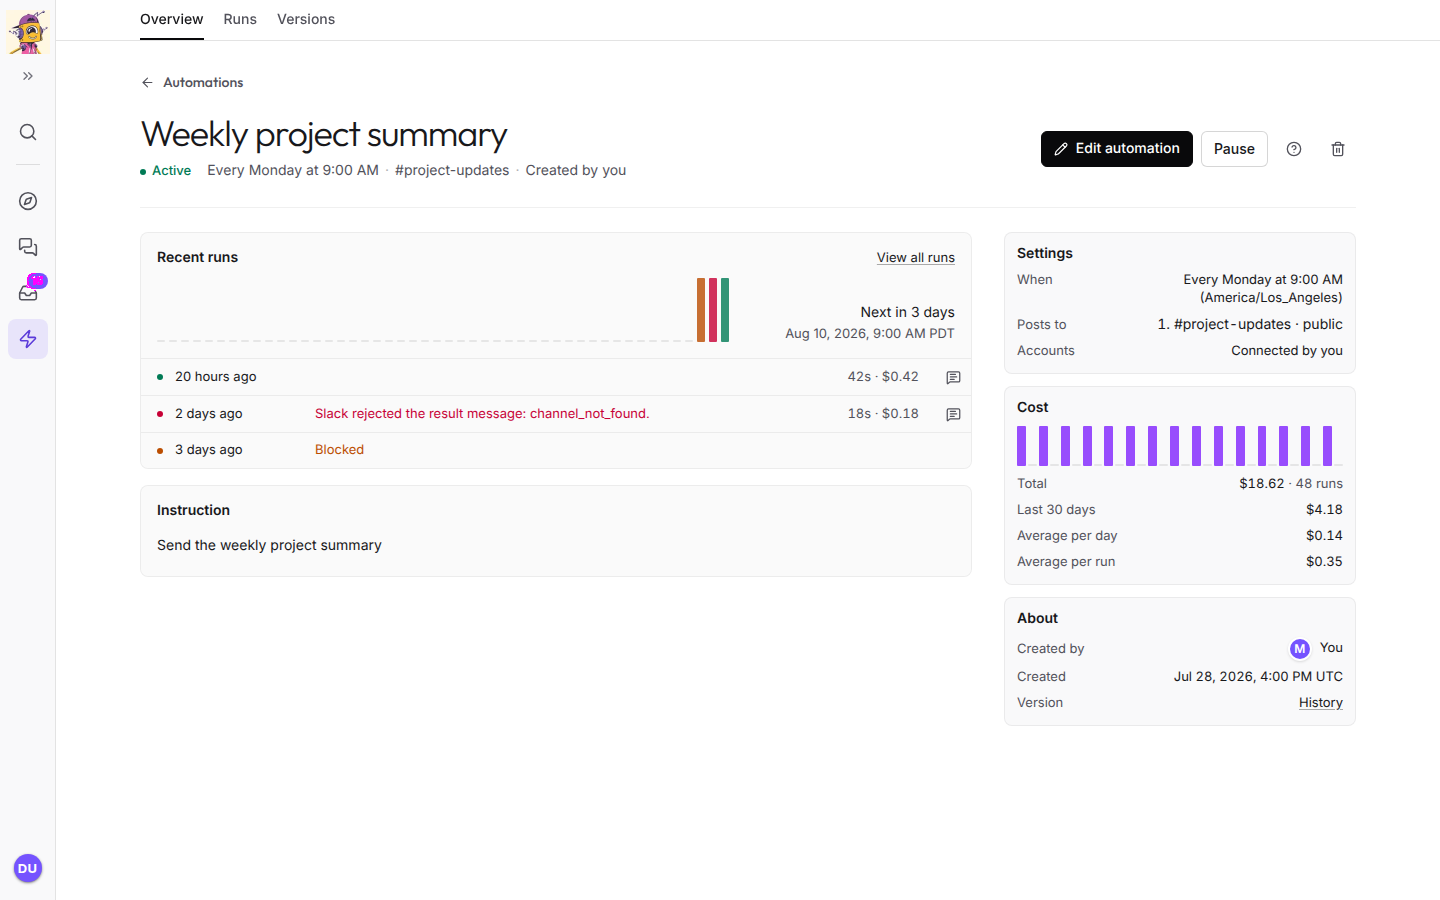 Overview Runs Versions
Automations
Weekly project summary
Active Every Monday at 9:00 AM · #project-updates · Created by you
Edit automation
Pause
Recent runs
View all runs
Next in 3 days
Aug 10, 2026, 9:00 AM PDT
20 hours ago 42s · $0.42
2 days ago Slack rejected the result message: channel_not_found. 18s · $0.18
3 days ago Blocked
Instruction
Send the weekly project summary
Settings
When Every Monday at 9:00 AM
(America/Los_Angeles)
Posts to 1. #project-updates · public
Accounts Connected by you
Cost
Total $18.62 · 48 runs
Last 30 days $4.18
Average per day $0.14
Average per run $0.35
About
Created by M You
Created Jul 28, 2026, 4:00 PM UTC
Version History
DU